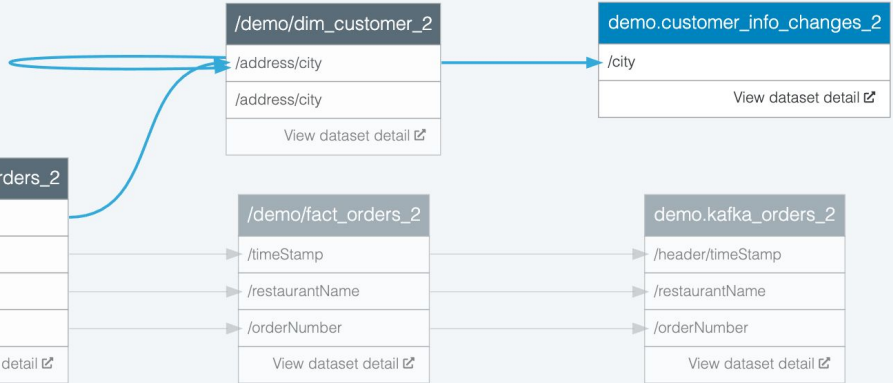 /demo/dim_customer_2
/address/city
/address/city
View dataset detail
demo.customer_info_changes_2
/city
View dataset detail
rders_2
detail
/demo/fact_orders_2
/timeStamp
/restaurantName
/orderNumber
View dataset detail
demo.kafka_orders_2
/header/timeStamp
/restaurantName
/orderNumber
View dataset detail